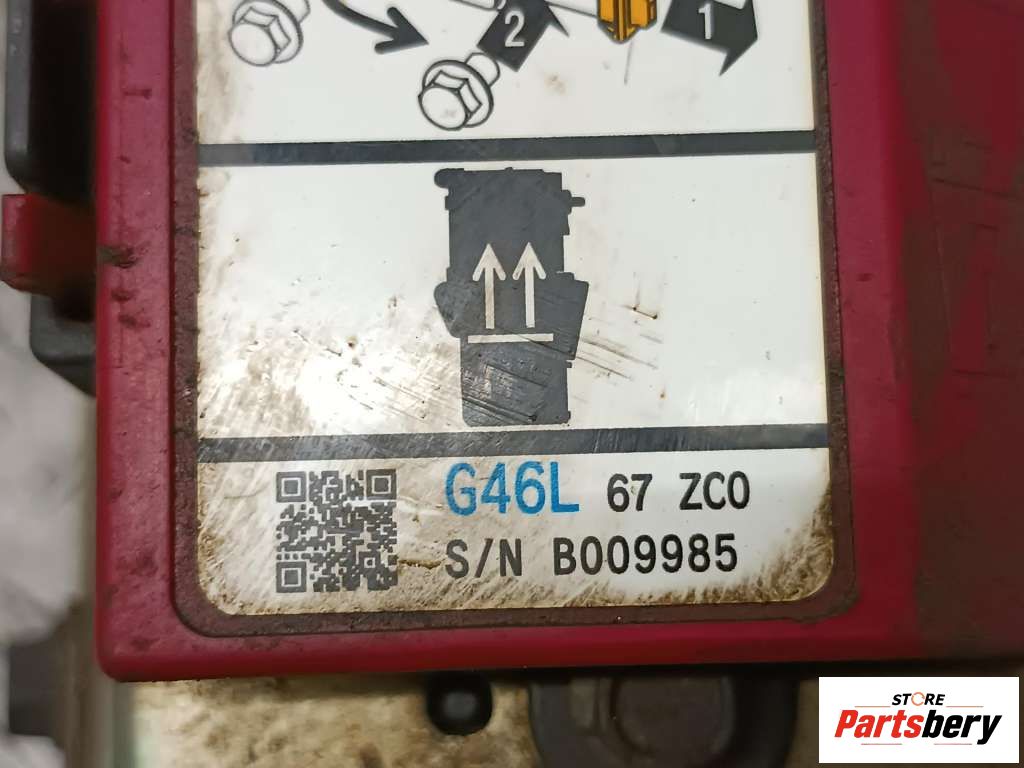 2
1
G46L 67 ZC0
S/N B009985
STORE
Partsbery